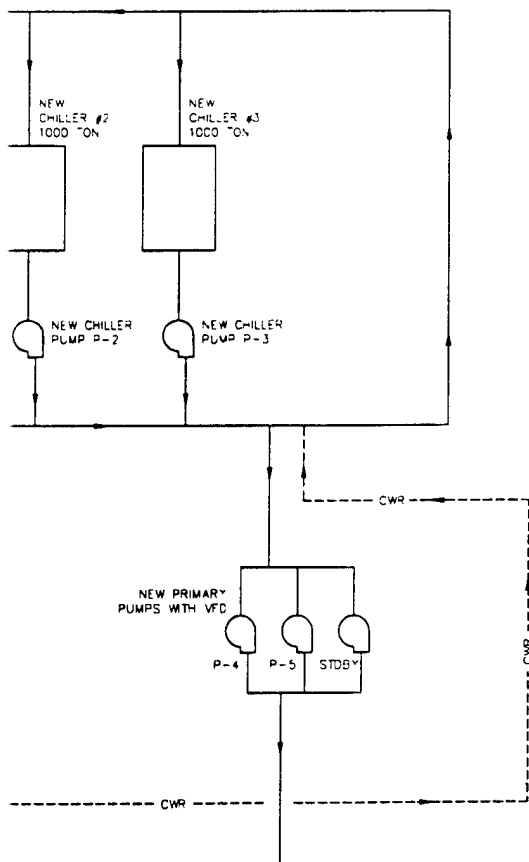 NEW
CHILLER #2
1000 TON
NEW
CHILLER #3
1000 TON
NEW CHILLER
PUMP P-2
NEW CHILLER
PUMP P-3
CWR
NEW PRIMARY
PUMPS WITH VFD
P-4
P-5
STDBY
CWR
CWR